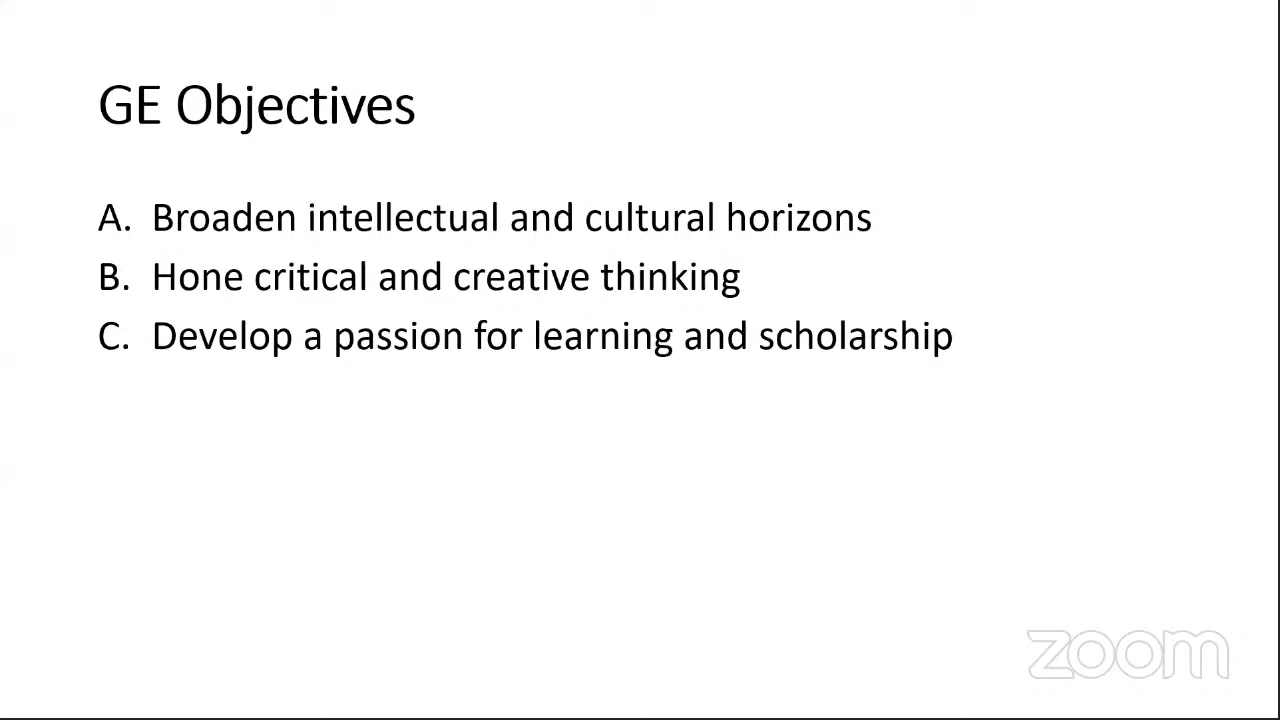 GE Objectives
A. Broaden intellectual and cultural horizons
B. Hone critical and creative thinking
C. Develop a passion for learning and scholarship
zoom